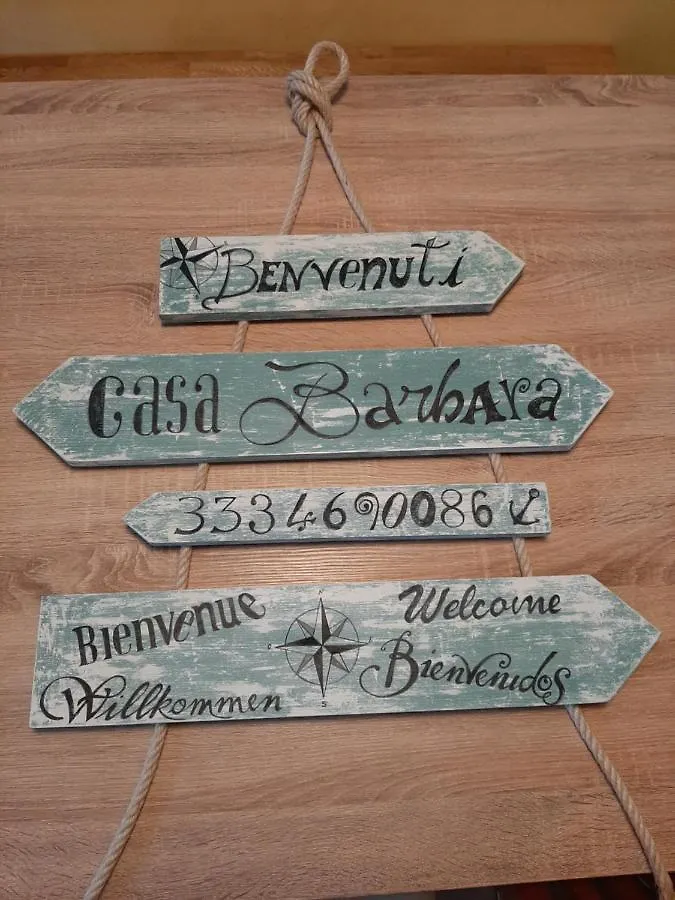 Benvenuti
Casa Barbara
3334690086
Bienvenue Welcome
Willkommen Bienvenidos
S